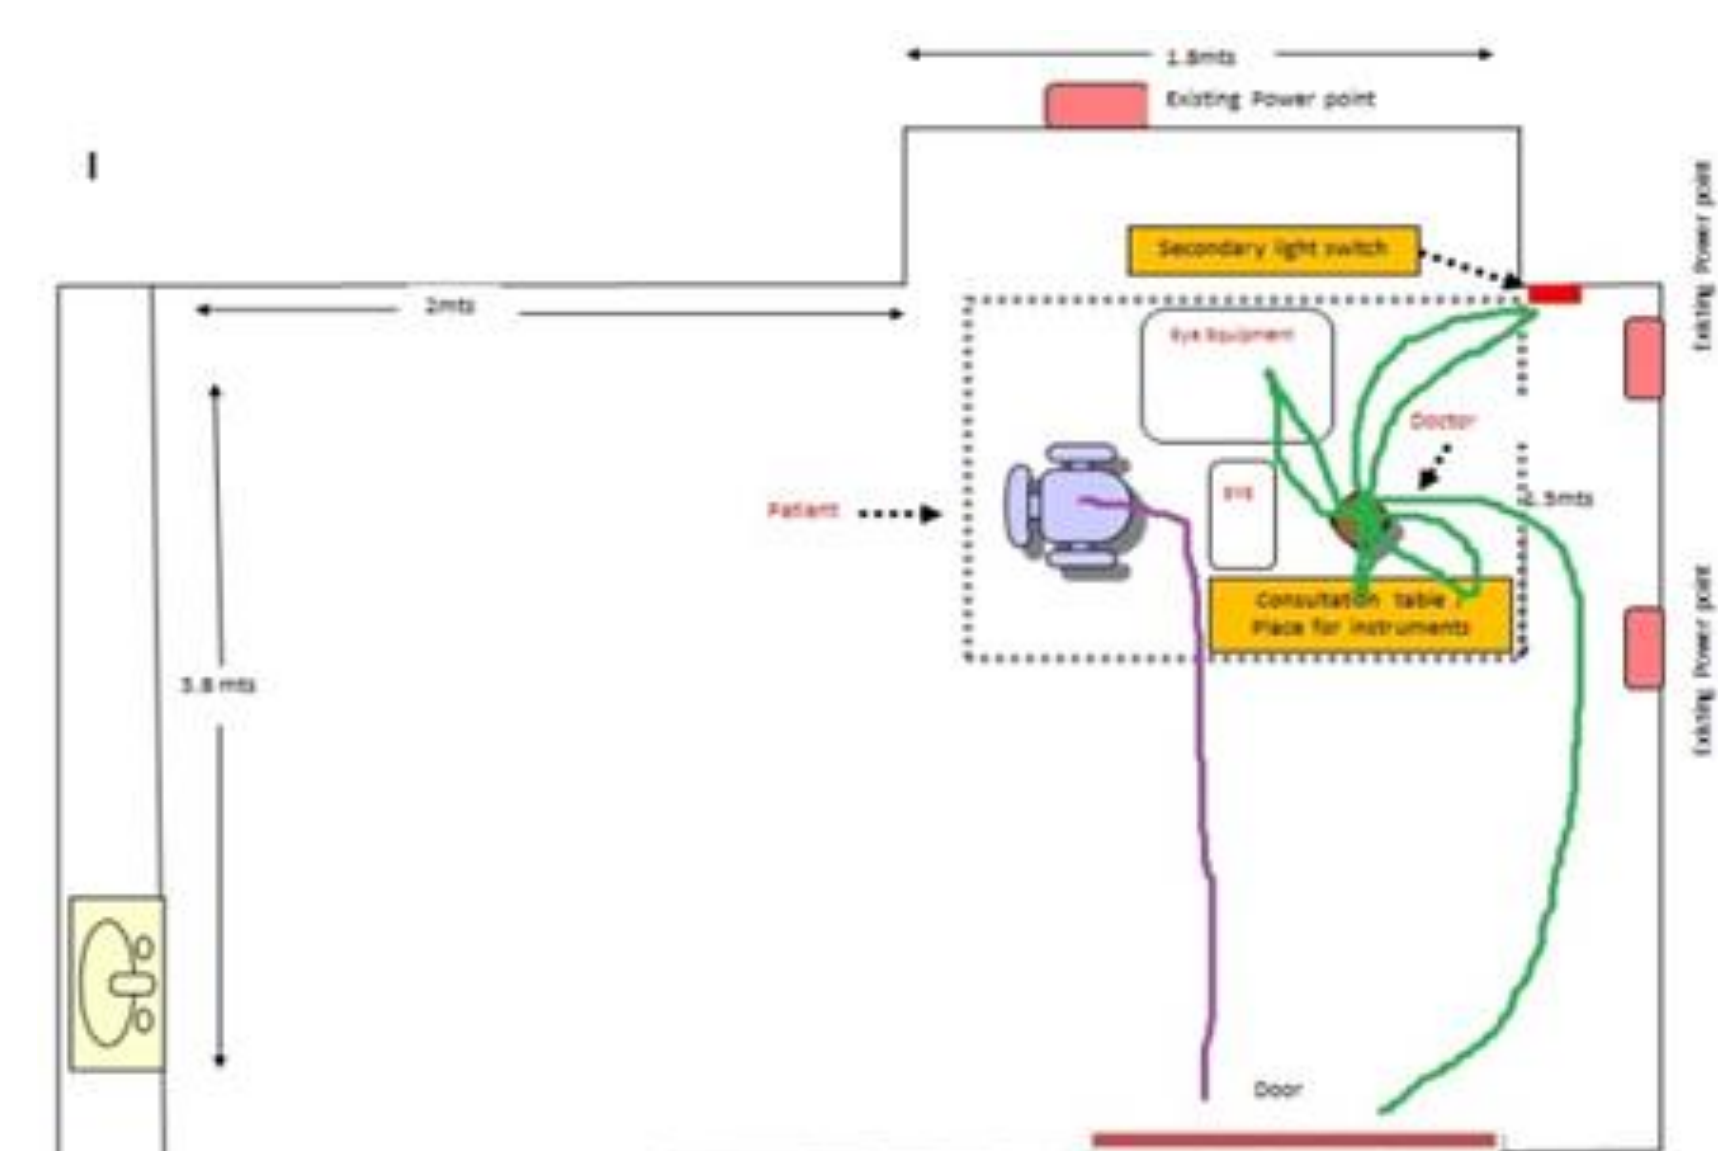 1.8mts
Existing Power point
Existing Power point
Secondary light switch
2mts
Eye Equipment
Doctor
Patient
2.5mts
Consultation table /
Place for instruments
3.8 mts
Existing Power point
Door